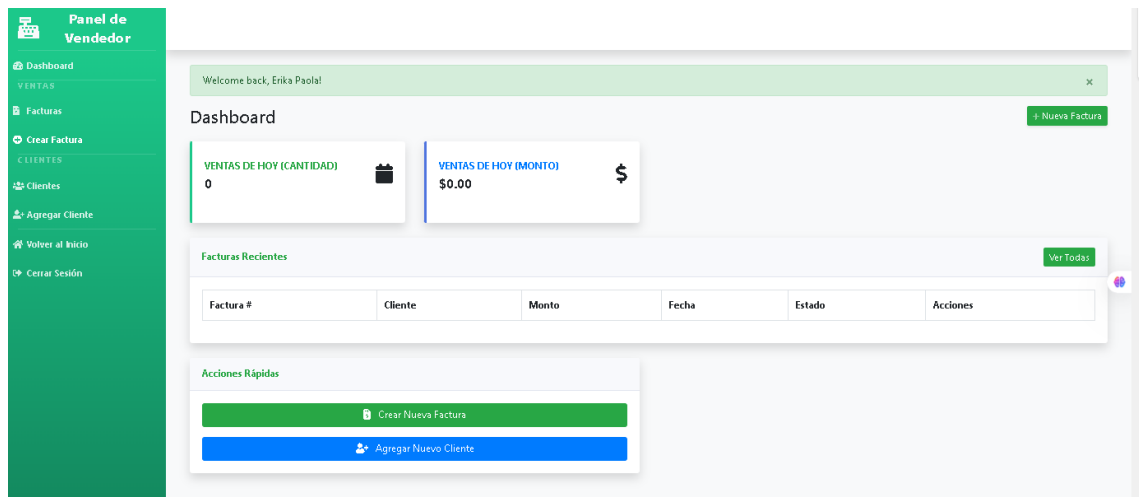 Panel de
Vendedor
Dashboard
VENTAS
Facturas
Crear Factura
CLIENTES
Clientes
Agregar Cliente
Volver al Inicio
Cerrar Sesión
Welcome back, Erika Paola!
×
Dashboard
+ Nueva Factura
VENTAS DE HOY (CANTIDAD)
0
VENTAS DE HOY (MONTO)
$0.00
Facturas Recientes
Ver Todas
Factura # Cliente Monto Fecha Estado Acciones
Acciones Rápidas
Crear Nueva Factura
Agregar Nuevo Cliente